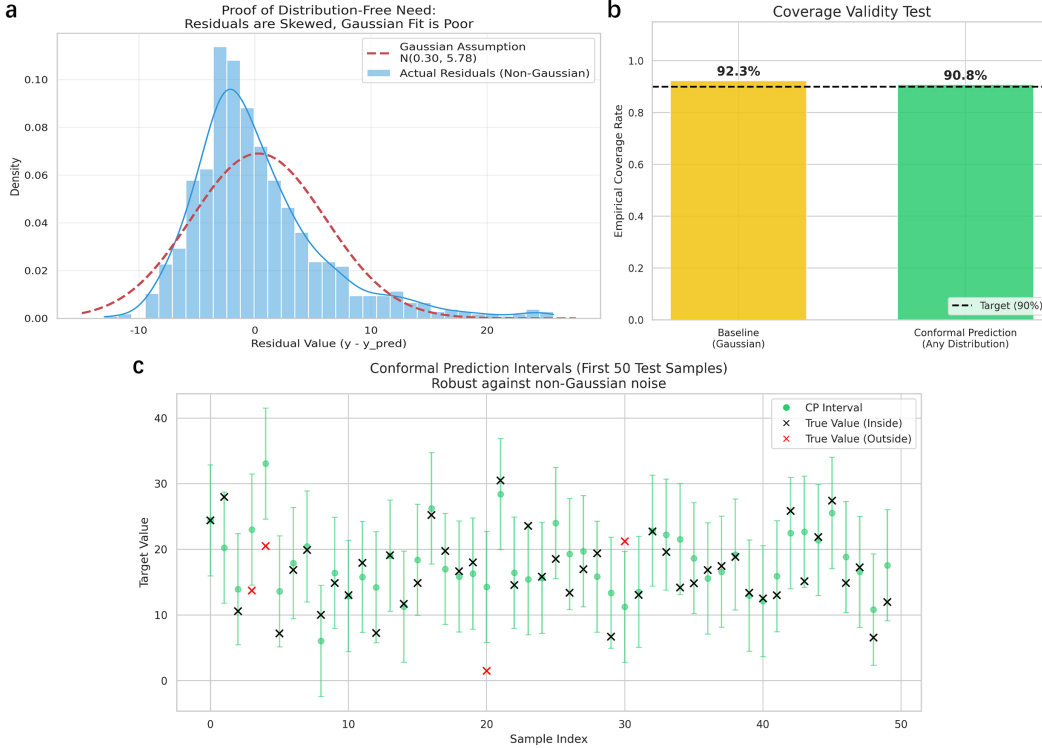 a
Proof of Distribution-Free Need:
Residuals are Skewed, Gaussian Fit is Poor
Gaussian Assumption
N(0.30, 5.78)
Actual Residuals (Non-Gaussian)
Density
0.10
0.08
0.06
0.04
0.02
0.00
-10
0
10
20
Residual Value (y - y_pred)
b
Coverage Validity Test
92.3%
90.8%
Empirical Coverage Rate
1.0
0.8
0.6
0.4
0.2
0.0
Target (90%)
Baseline
(Gaussian)
Conformal Prediction
(Any Distribution)
c
Conformal Prediction Intervals (First 50 Test Samples)
Robust against non-Gaussian noise
CP Interval
True Value (Inside)
True Value (Outside)
Target Value
40
30
20
10
0
0
10
20
30
40
50
Sample Index